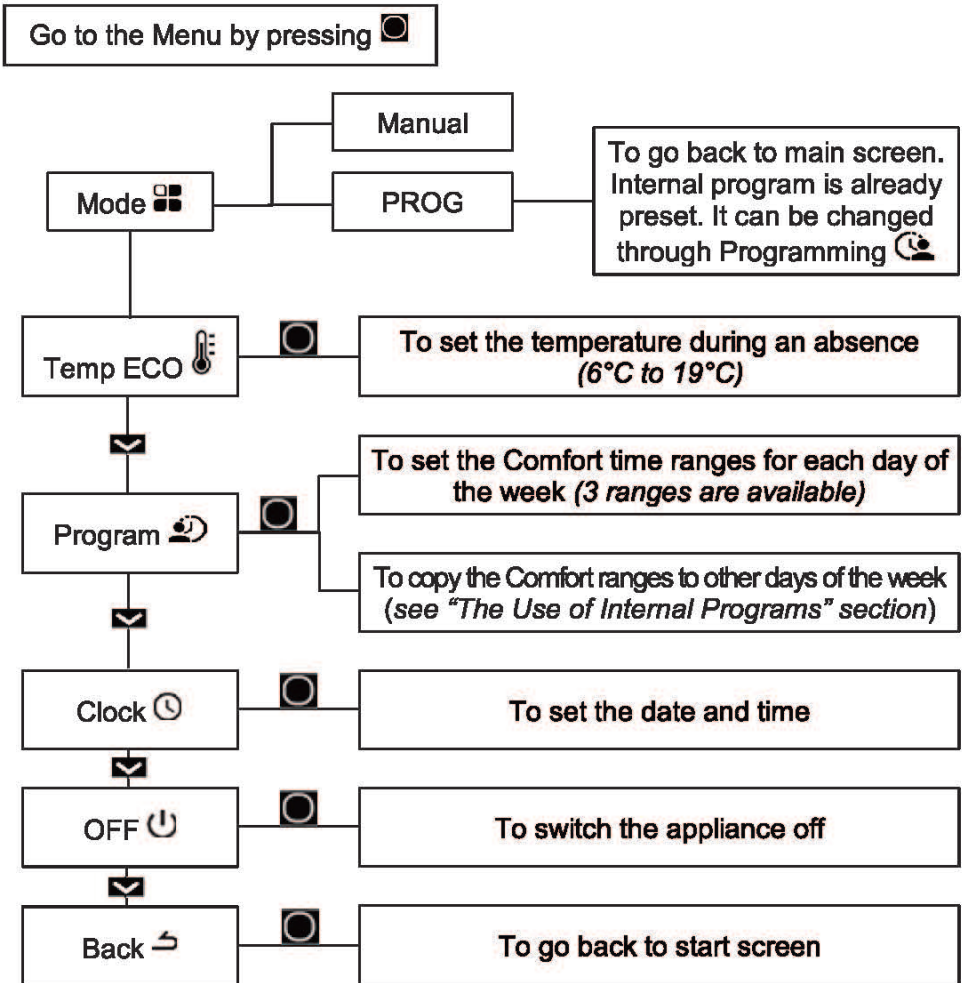 Go to the Menu by pressing
Manual
Mode
PROG
To go back to main screen.
Internal program is already
preset. It can be changed
through Programming
Temp ECO
To set the temperature during an absence
(6°C to 19°C)
Program
To set the Comfort time ranges for each day of
the week (3 ranges are available)
To copy the Comfort ranges to other days of the week
(see “The Use of Internal Programs” section)
Clock
To set the date and time
OFF
To switch the appliance off
Back
To go back to start screen